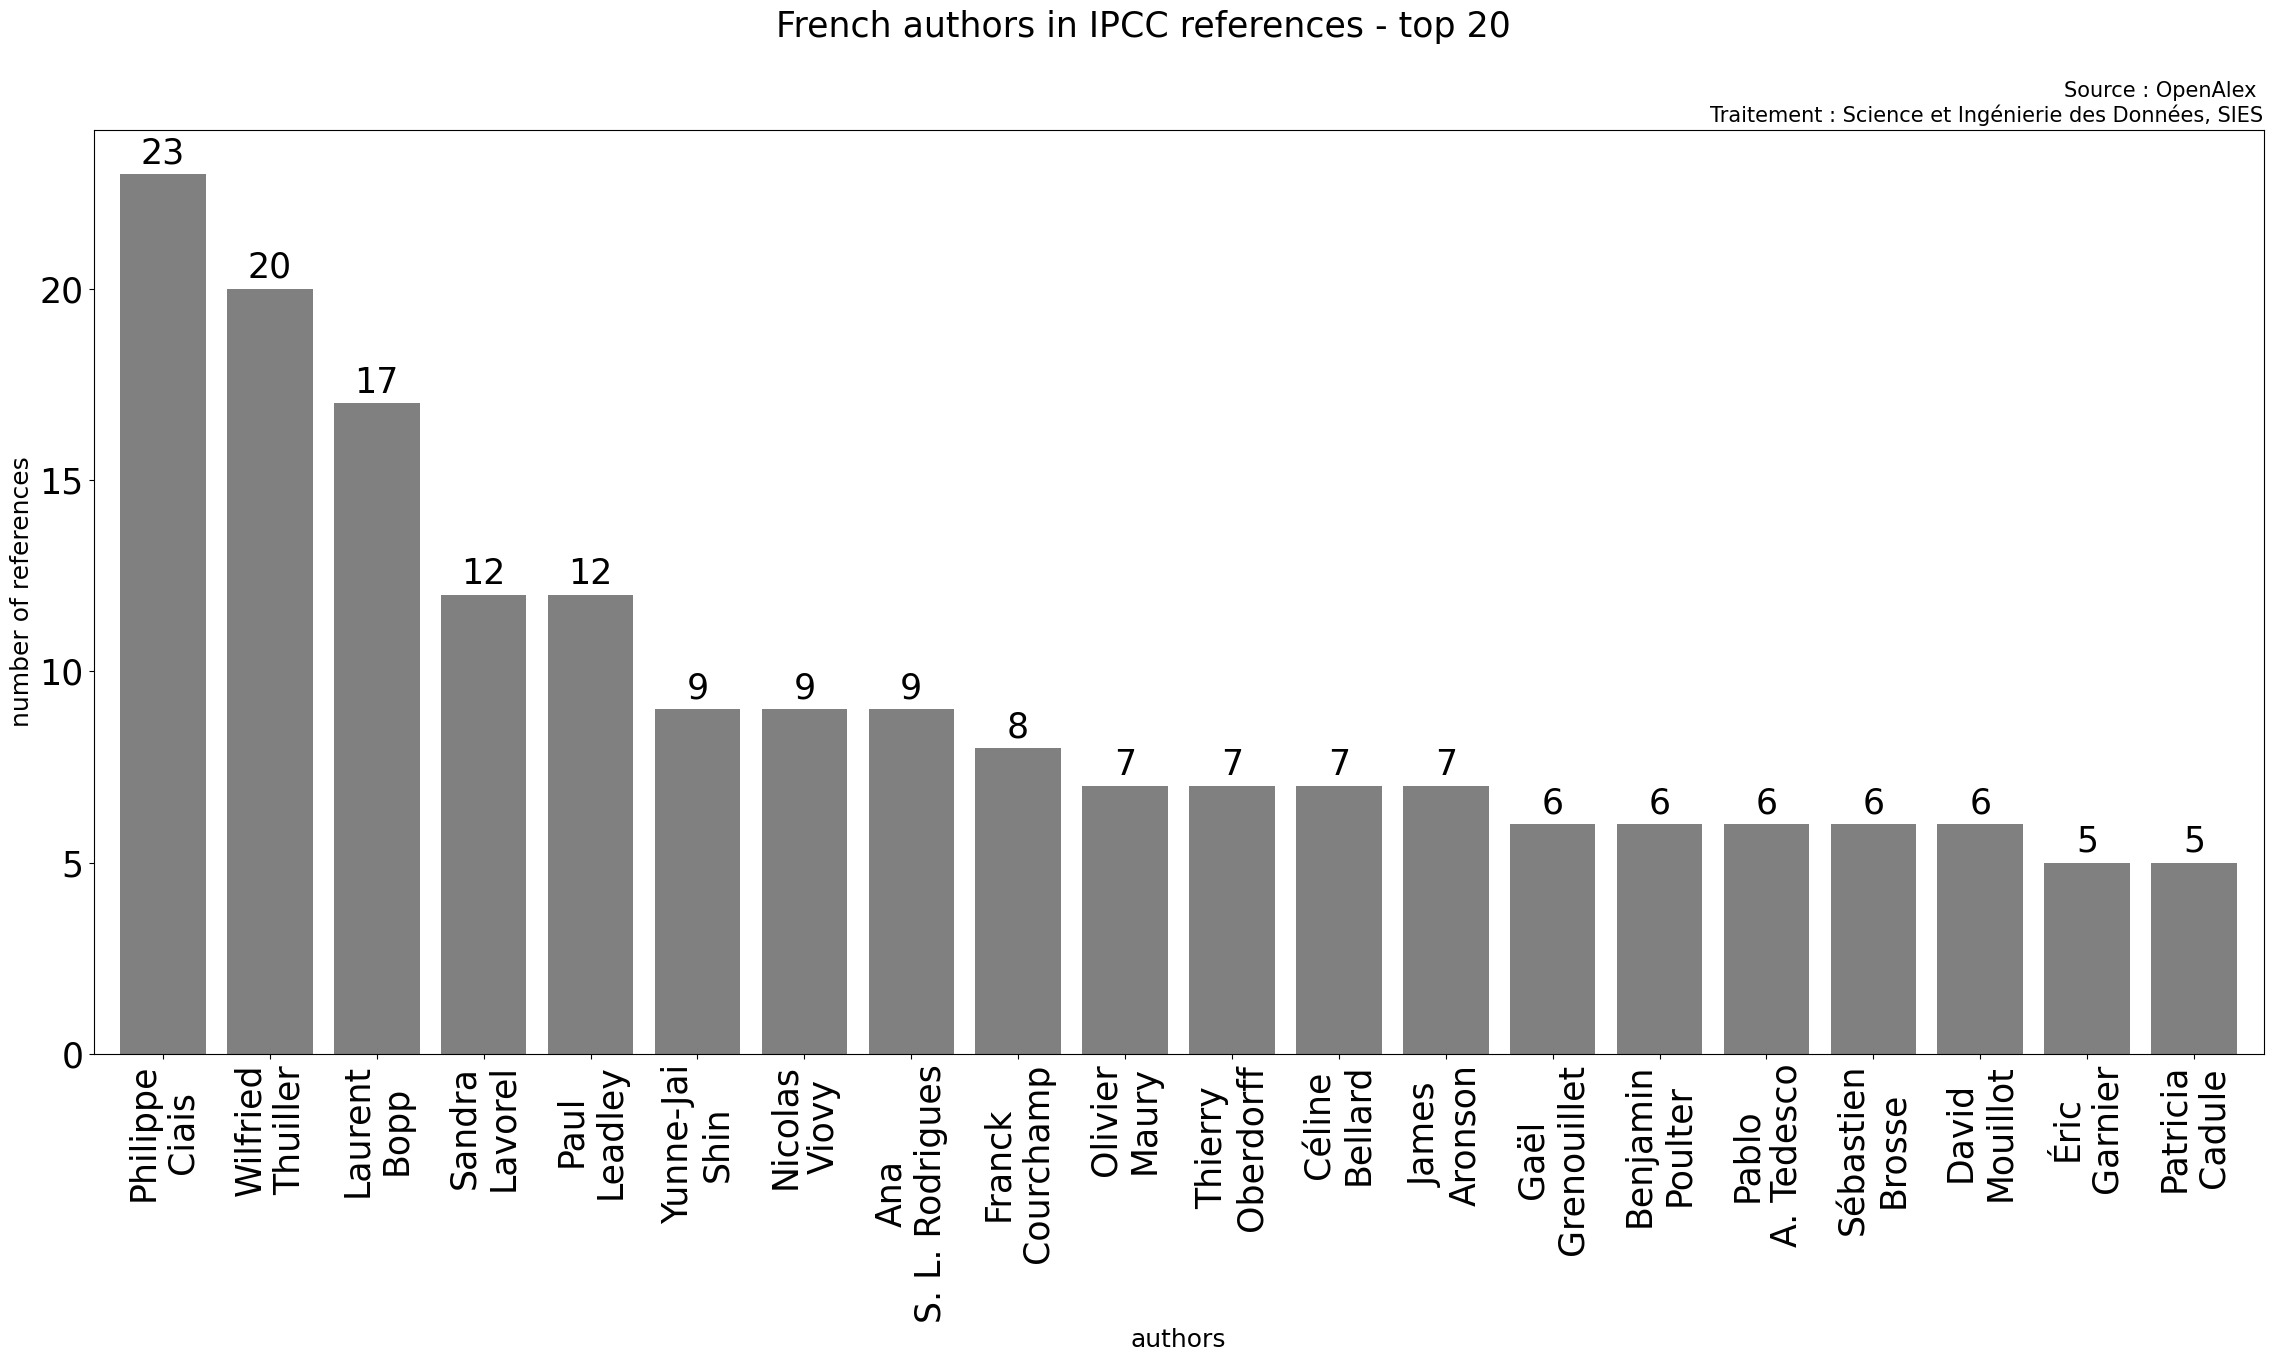 French authors in IPCC references - top 20
Source : OpenAlex
Traitement : Science et Ingénierie des Données, SIES
number of references
20
15
10
5
0
23
20
17
12
12
9
9
9
8
7
7
7
7
6
6
6
6
6
5
5
Philippe
Ciais
Wilfried
Thuiller
Laurent
Bopp
Sandra
Lavorel
Paul
Leadley
Yunne-Jai
Shin
Nicolas
Viovy
Ana
S. L. Rodrigues
Franck
Courchamp
Olivier
Maury
Thierry
Oberdorff
Céline
Bellard
James
Aronson
Gaël
Grenouillet
Benjamin
Poulter
Pablo
A. Tedesco
Sébastien
Brosse
David
Mouillot
Éric
Garnier
Patricia
Cadule
authors